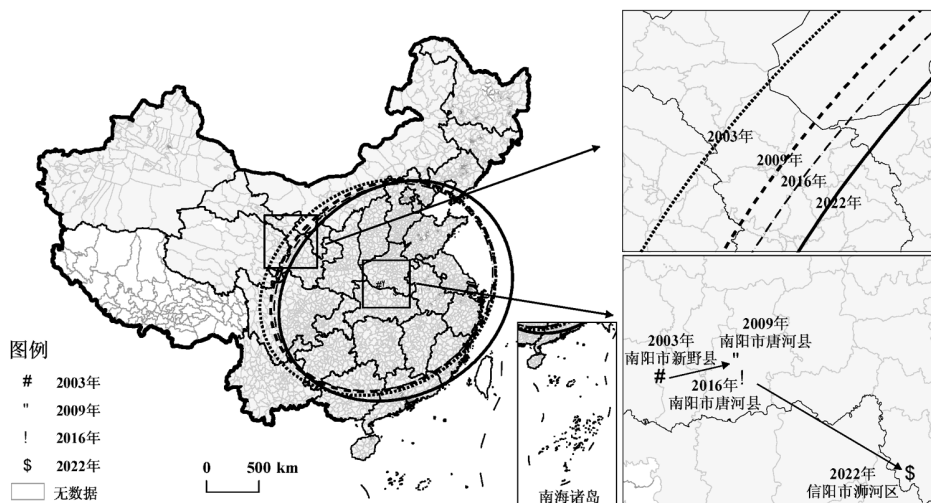 2003年
2009年
2016年
2022年
2009年
2003年
南阳市唐河县
南阳市新野县
"
#
!
2016年
南阳市唐河县
$
2022年
信阳市浉河区
图例
# 2003年
" 2009年
! 2016年
$ 2022年
无数据
0 500 km
南海诸岛